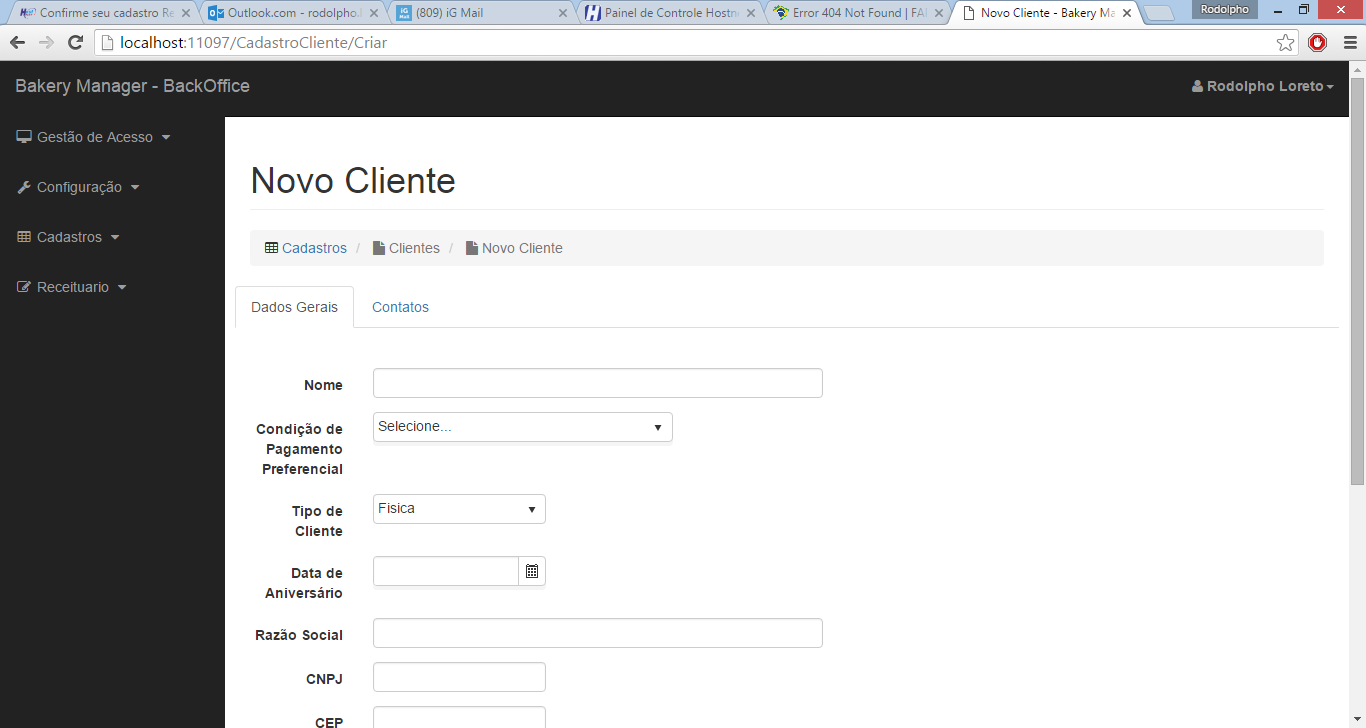 Confirme seu cadastro Re
Outlook.com - rodolpho.l
(809) iG Mail
Painel de Controle Hostn
Error 404 Not Found | FA
Novo Cliente - Bakery Ma
Rodolpho
localhost:11097/CadastroCliente/Criar
Bakery Manager - BackOffice
Rodolpho Loreto
Gestão de Acesso
Configuração
Cadastros
Receituario
Novo Cliente
Cadastros / Clientes / Novo Cliente
Dados Gerais
Contatos
Nome
Condição de
Pagamento
Preferencial
Selecione...
Tipo de
Cliente
Fisica
Data de
Aniversário
Razão Social
CNPJ
CEP